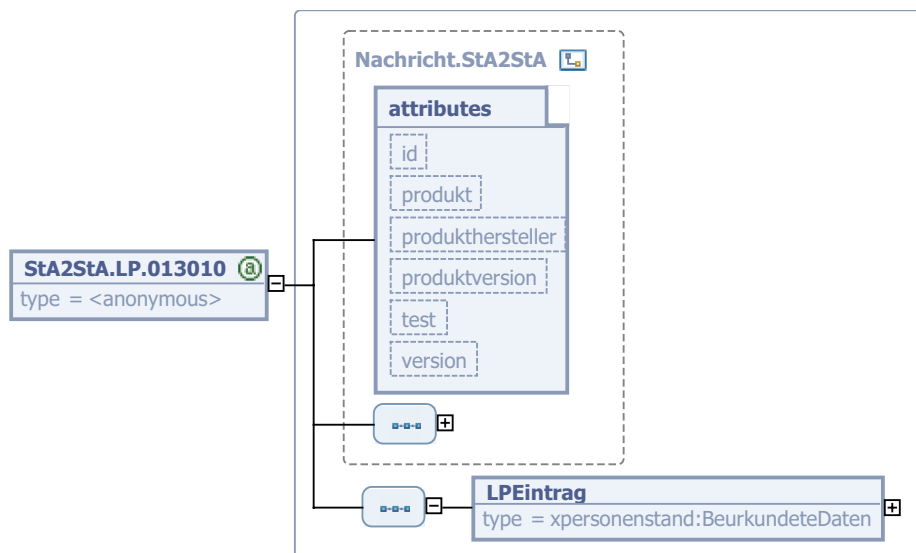 Nachricht.StA2StA
attributes
id
produkt
produkthersteller
produktversion
test
version
StA2StA.LP.013010 @
type = <anonymous>
LPEintrag
type = xpersonenstand:BeurkundeteDaten